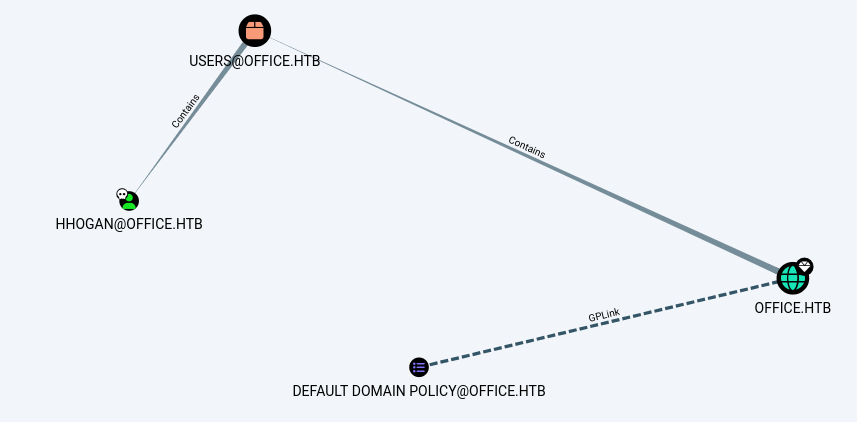 USERS@OFFICE.HTB
Contains
Contains
HHOGAN@OFFICE.HTB
OFFICE.HTB
GPLink
DEFAULT DOMAIN POLICY@OFFICE.HTB